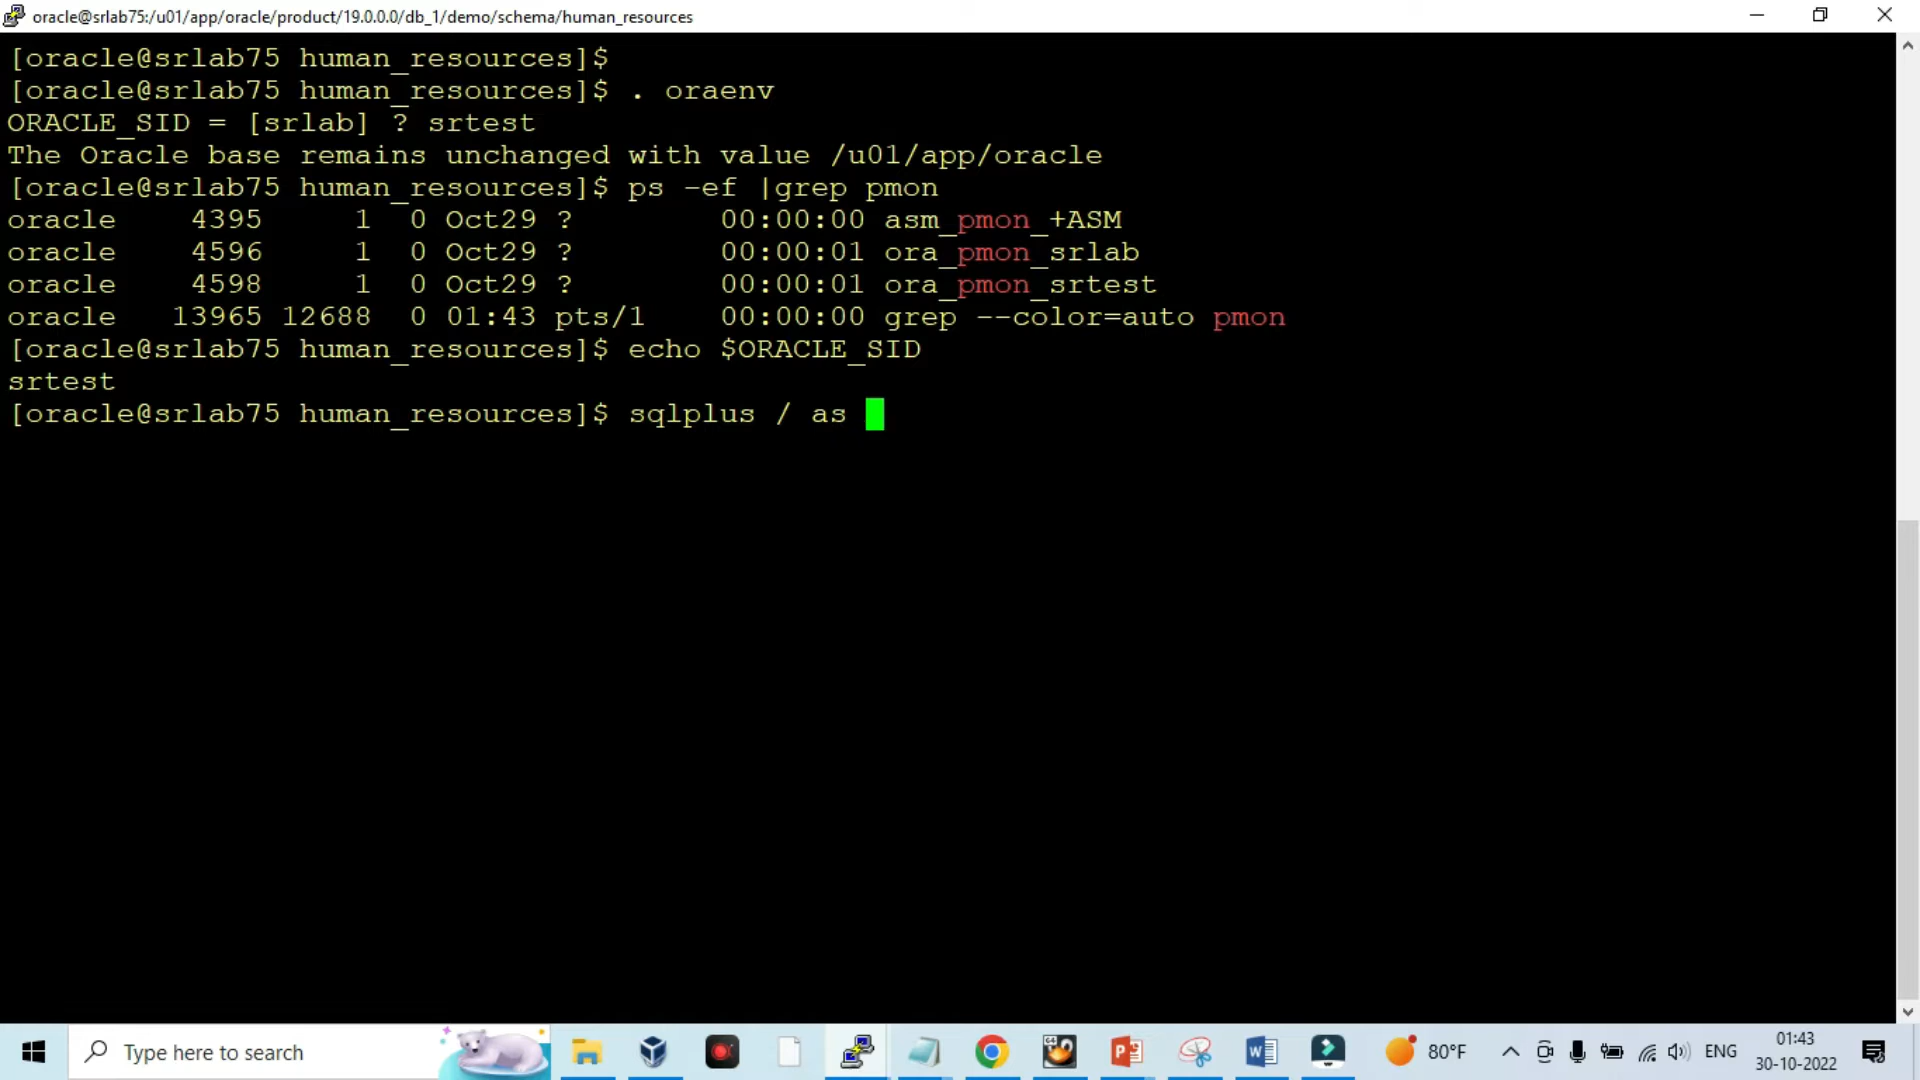 oracle@srlab75:/u01/app/oracle/product/19.0.0.0/db_1/demo/schema/human_resources
[oracle@srlab75 human_resources]$
[oracle@srlab75 human_resources]$ . oraenv
ORACLE_SID = [srlab] ? srtest
The Oracle base remains unchanged with value /u01/app/oracle
[oracle@srlab75 human_resources]$ ps -ef |grep pmon
oracle    4395     1  0 Oct29 ?        00:00:00 asm_pmon_+ASM
oracle    4596     1  0 Oct29 ?        00:00:01 ora_pmon_srlab
oracle    4598     1  0 Oct29 ?        00:00:01 ora_pmon_srtest
oracle   13965 12688  0 01:43 pts/1    00:00:00 grep --color=auto pmon
[oracle@srlab75 human_resources]$ echo $ORACLE_SID
srtest
[oracle@srlab75 human_resources]$ sqlplus / as
Type here to search
80°F
ENG
01:43
30-10-2022